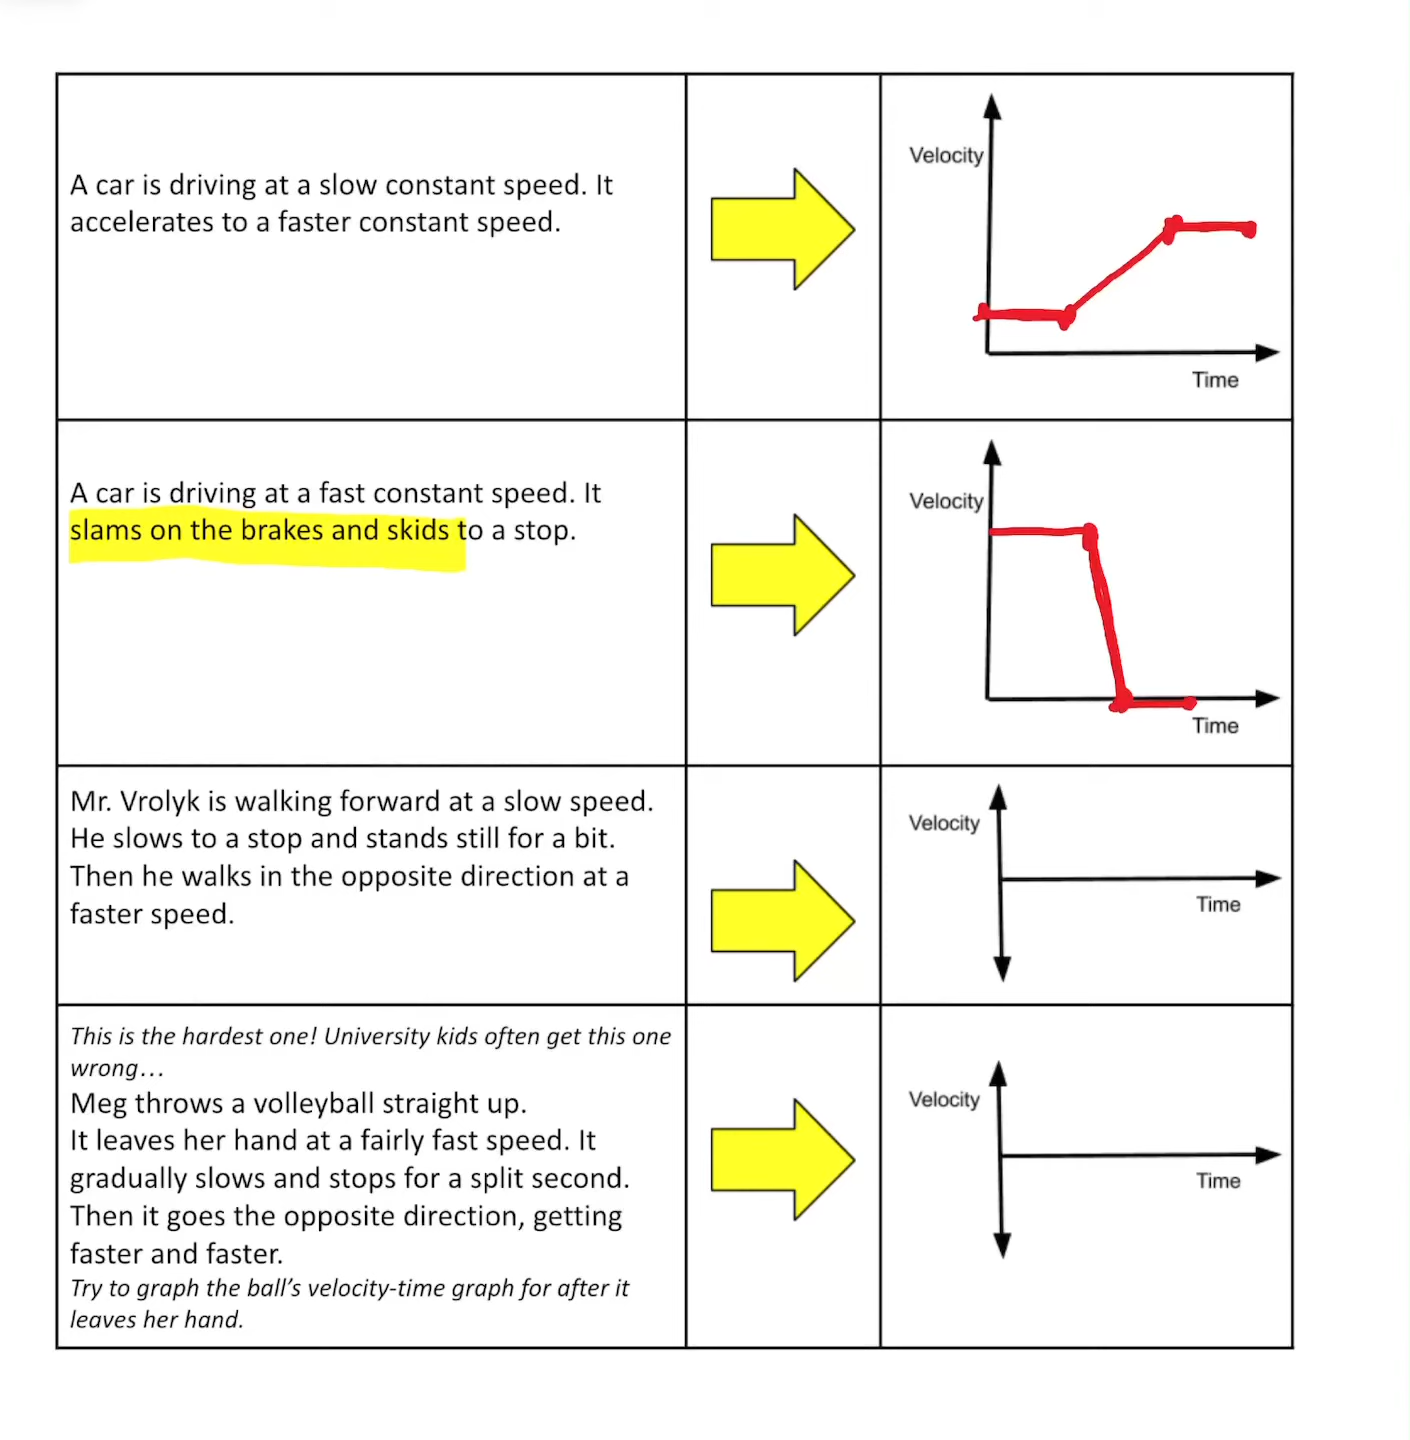 A car is driving at a slow constant speed. It
accelerates to a faster constant speed.
Velocity
Time
A car is driving at a fast constant speed. It
slams on the brakes and skids to a stop.
Velocity
Time
Mr. Vrolyk is walking forward at a slow speed.
He slows to a stop and stands still for a bit.
Then he walks in the opposite direction at a
faster speed.
Velocity
Time
This is the hardest one! University kids often get this one
wrong…
Meg throws a volleyball straight up.
It leaves her hand at a fairly fast speed. It
gradually slows and stops for a split second.
Then it goes the opposite direction, getting
faster and faster.
Try to graph the ball’s velocity-time graph for after it
leaves her hand.
Velocity
Time